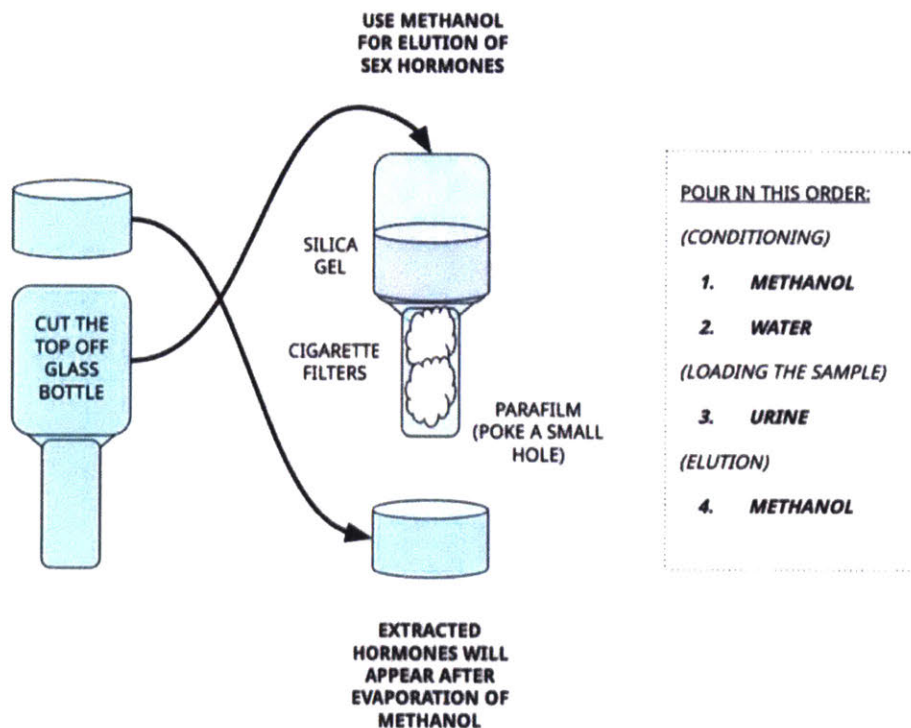 USE METHANOL
FOR ELUTION OF
SEX HORMONES
CUT THE
TOP OFF
GLASS
BOTTLE
SILICA
GEL
CIGARETTE
FILTERS
PARAFILM
(POKE A SMALL
HOLE)
EXTRACTED
HORMONES WILL
APPEAR AFTER
EVAPORATION OF
METHANOL
POUR IN THIS ORDER:
(CONDITIONING)
1. METHANOL
2. WATER
(LOADING THE SAMPLE)
3. URINE
(ELUTION)
4. METHANOL